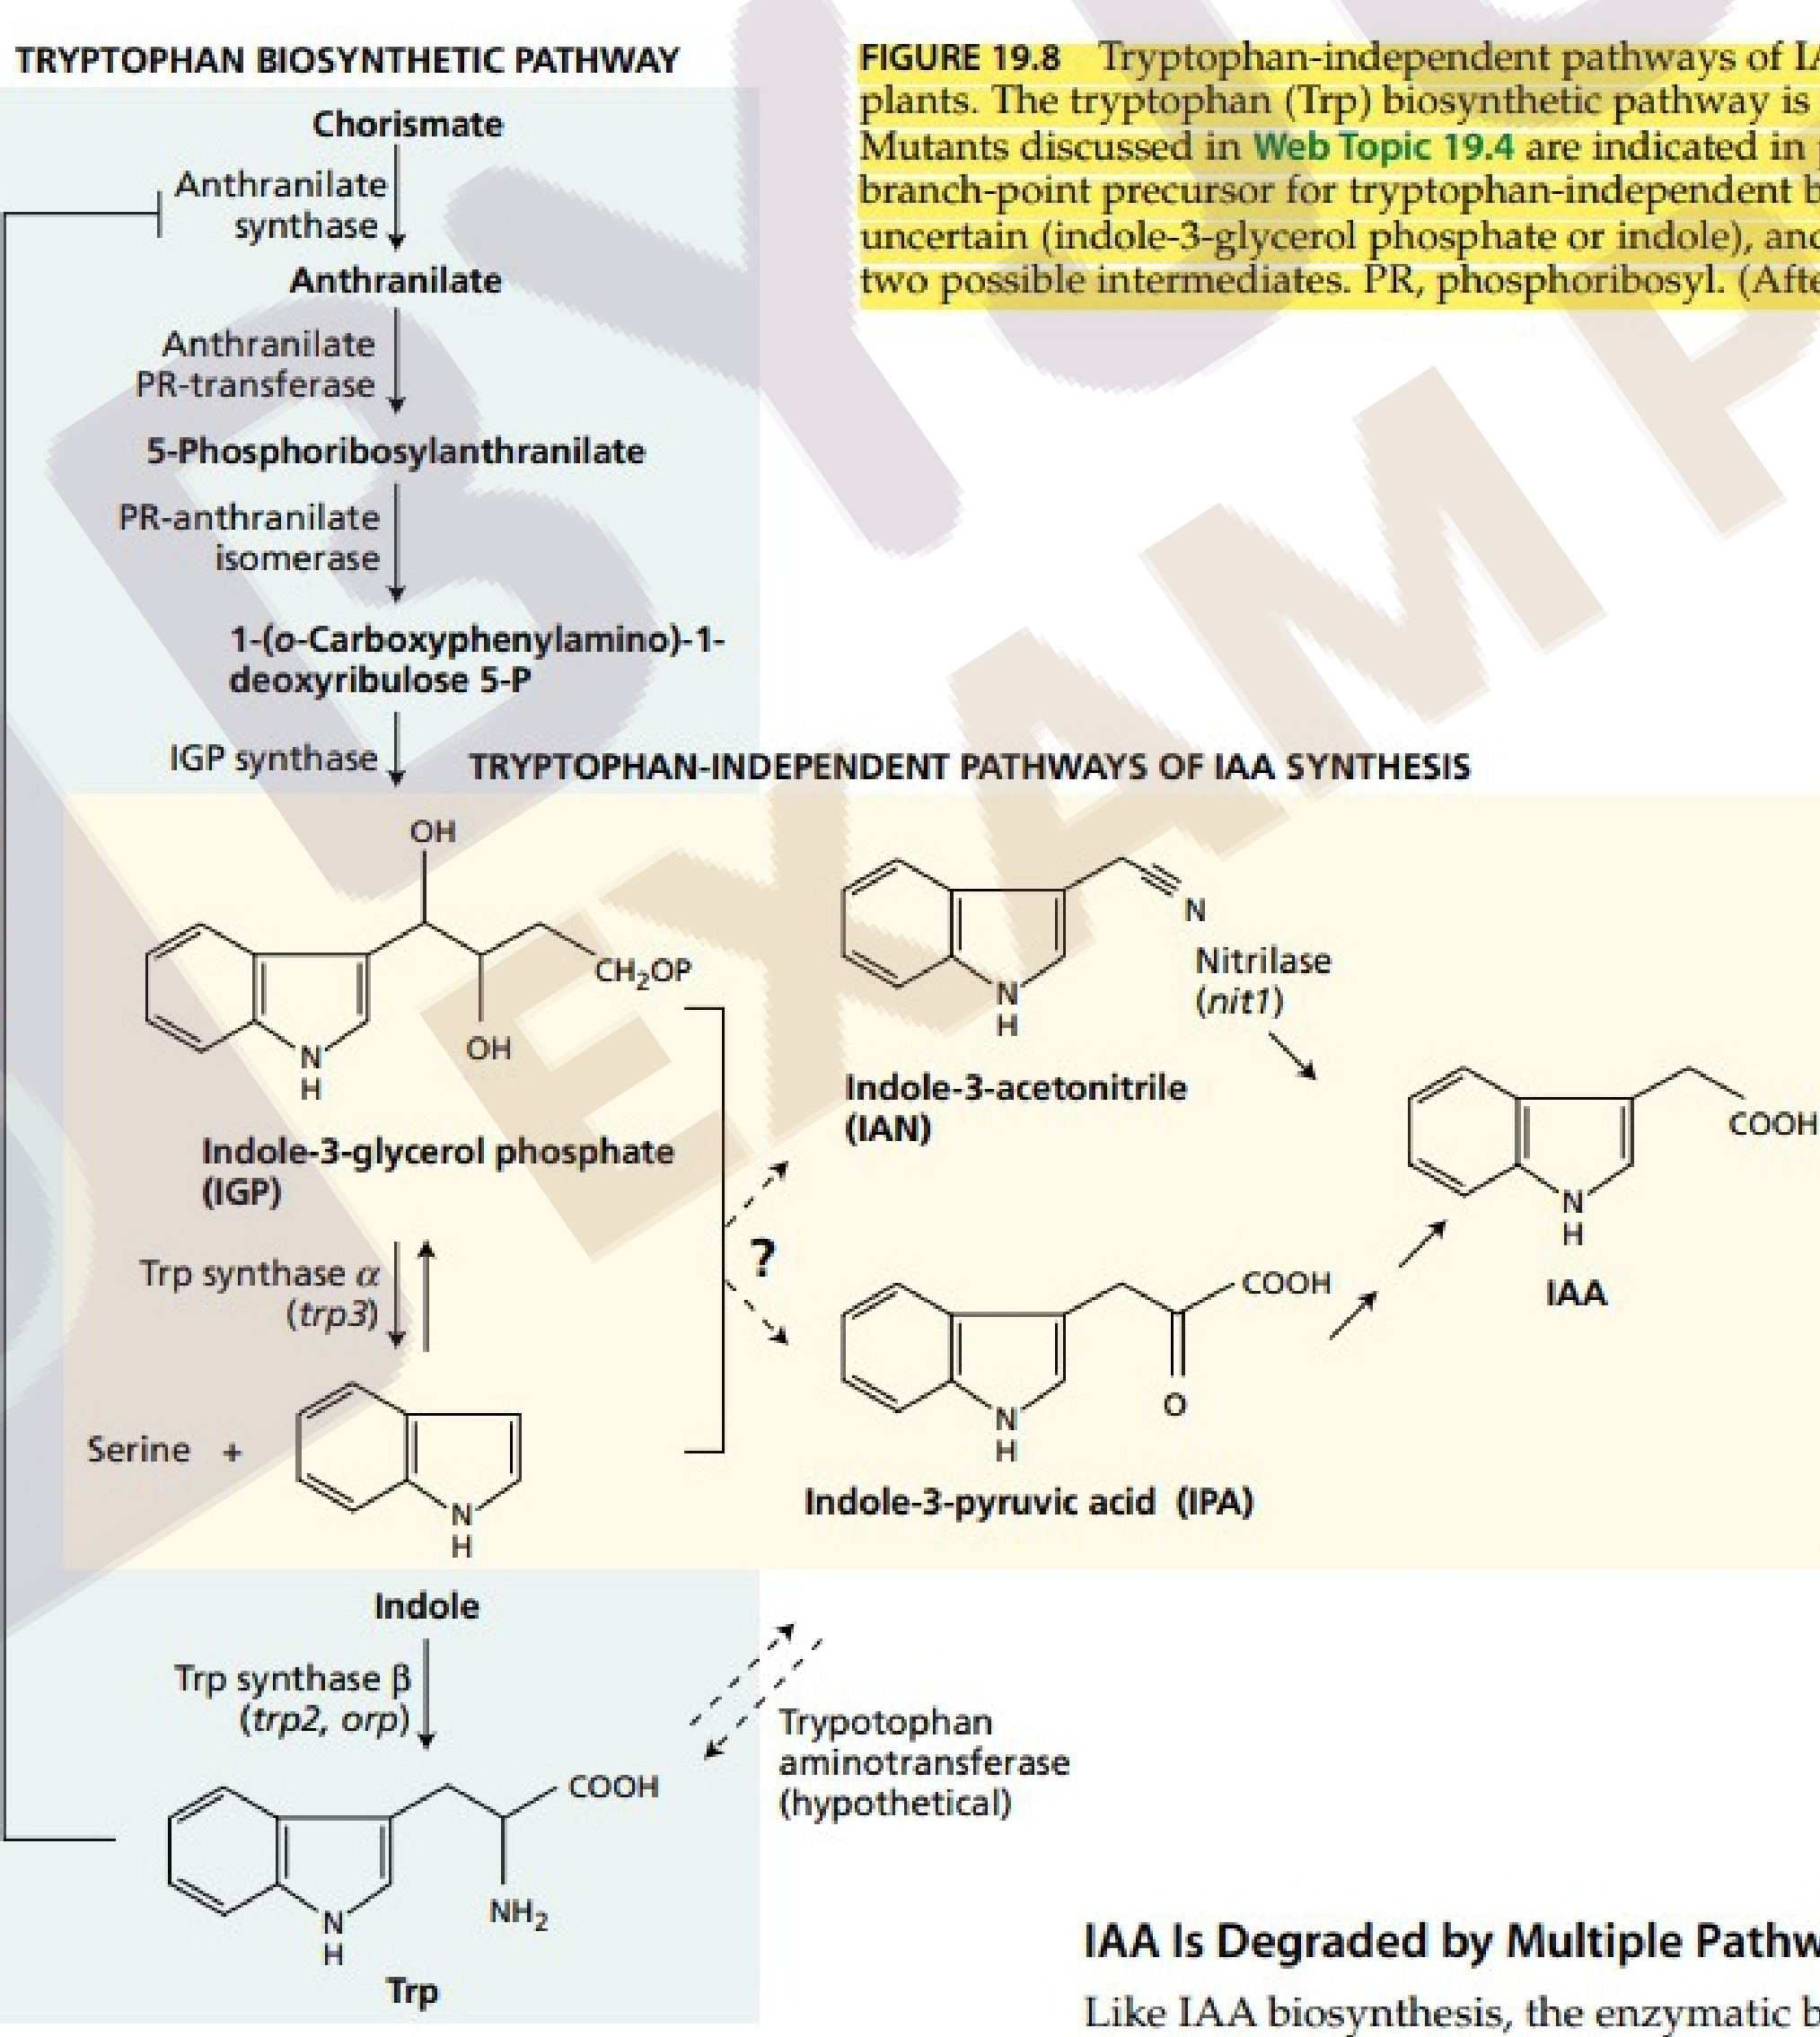 TRYPTOPHAN BIOSYNTHETIC PATHWAY
FIGURE 19.8 Tryptophan-independent pathways of
plants. The tryptophan (Trp) biosynthetic pathway is
Mutants discussed in Web Topic 19.4 are indicated in
branch-point precursor for tryptophan-independent
uncertain (indole-3-glycerol phosphate or indole),
two possible intermediates. PR, phosphoribosyl.
Chorismate
Anthranilate
synthase
Anthranilate
Anthranilate
PR-transferase
5-Phosphoribosylanthranilate
PR-anthranilate
isomerase
1-(o-Carboxyphenylamino)-1-
deoxyribulose 5-P
IGP synthase
TRYPTOPHAN-INDEPENDENT PATHWAYS OF IAA SYNTHESIS
OH
CH2OP
OH
N
H
Indole-3-glycerol phosphate
(IGP)
Trp synthase α
(trp3)
Serine +
N
H
Indole
Trp synthase β
(trp2, orp)
COOH
NH2
N
H
Trp
N
N
H
Nitrilase
(nit1)
Indole-3-acetonitrile
(IAN)
?
COOH
O
N
H
Indole-3-pyruvic acid (IPA)
COOH
N
H
IAA
Trypotophan
aminotransferase
(hypothetical)
IAA Is Degraded by Multiple
Like IAA biosynthesis, the enzymatic
BYJU
EXAM P